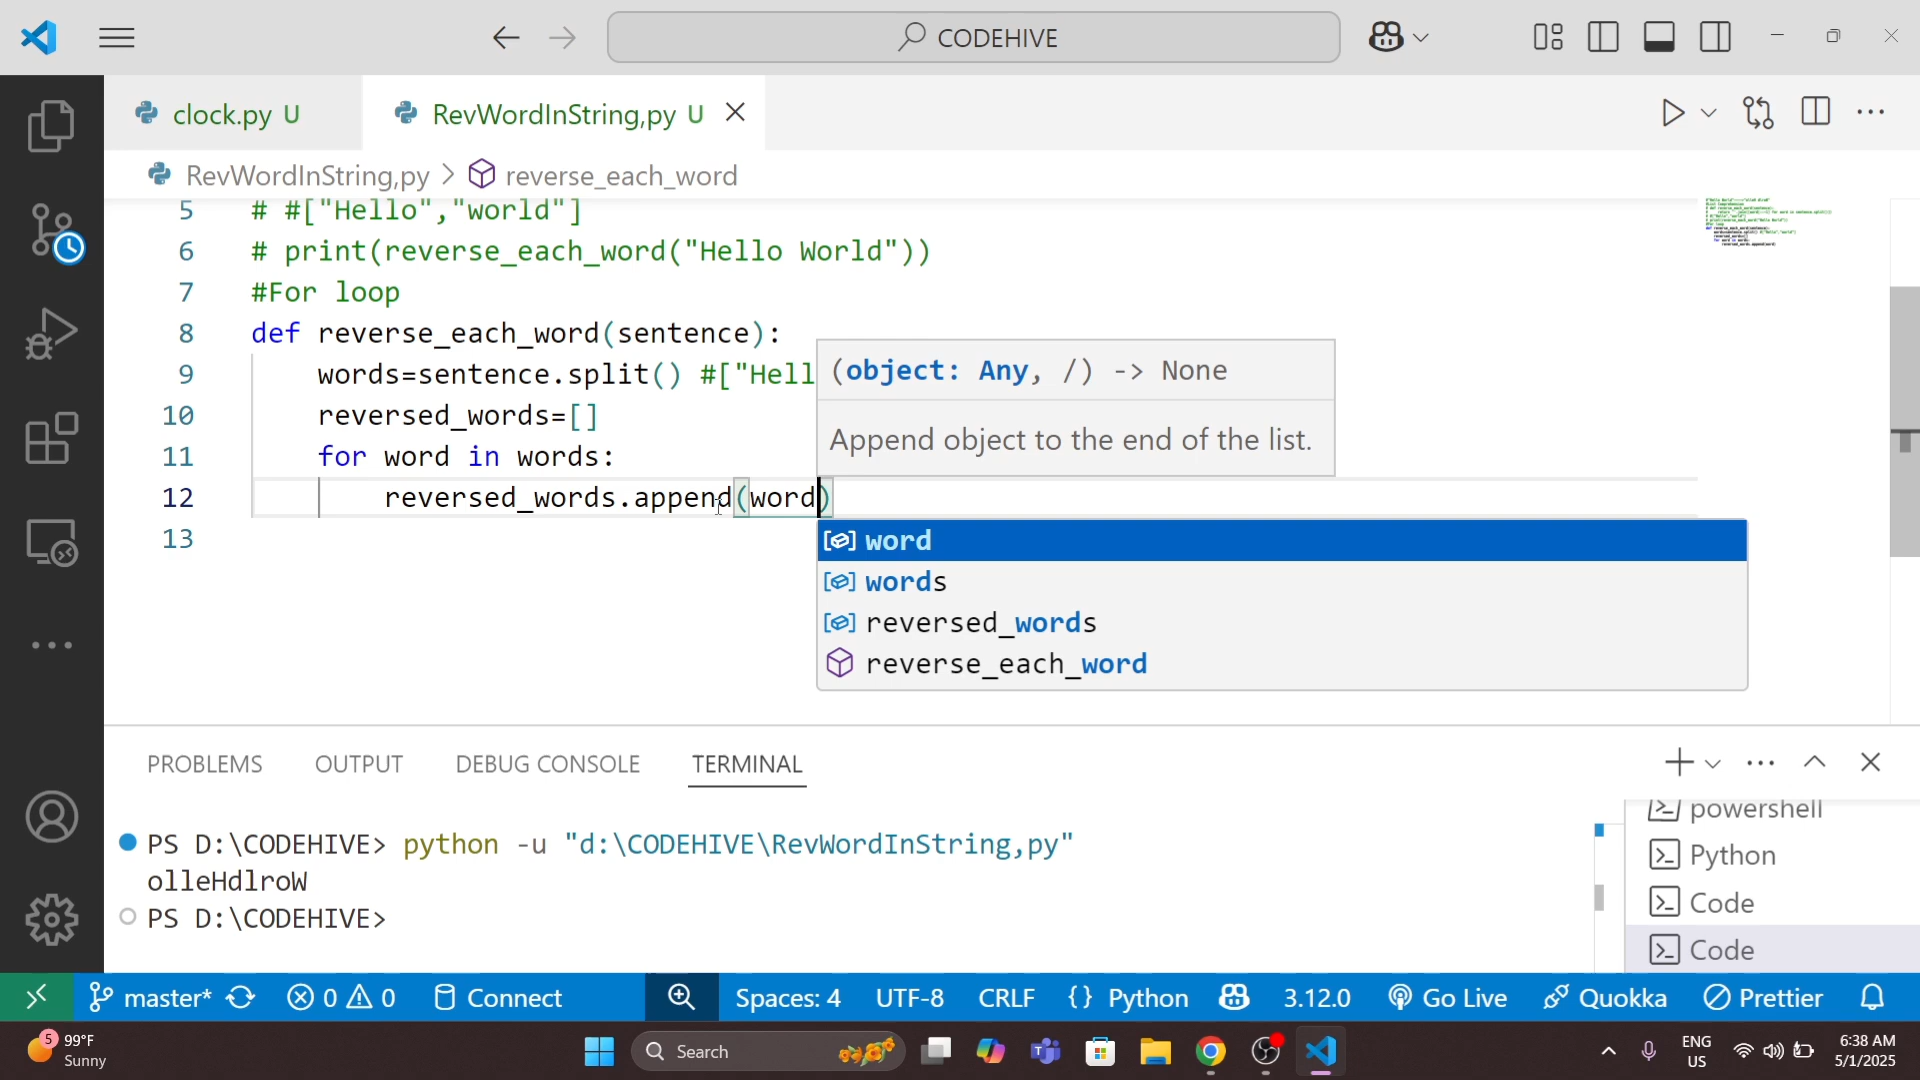 CODEHIVE
clock.py U
RevWordInString,py U
RevWordInString,py > reverse_each_word
5 # #["Hello","world"]
6 # print(reverse_each_word("Hello World"))
7 #For loop
8 def reverse_each_word(sentence):
9 words=sentence.split() #["Hell
10 reversed_words=[]
11 for word in words:
12 reversed_words.append(word)
13
(object: Any, /) -> None
Append object to the end of the list.
word
words
reversed_words
reverse_each_word
PROBLEMS OUTPUT DEBUG CONSOLE TERMINAL
PS D:\CODEHIVE> python -u "d:\CODEHIVE\RevWordInString,py"
olleHdlroW
PS D:\CODEHIVE>
powershell
Python
Code
Code
master* 0 0 Connect Spaces: 4 UTF-8 CRLF {} Python 3.12.0 Go Live Quokka Prettier
5 99°F
Sunny
Search
ENG
US
6:38 AM
5/1/2025